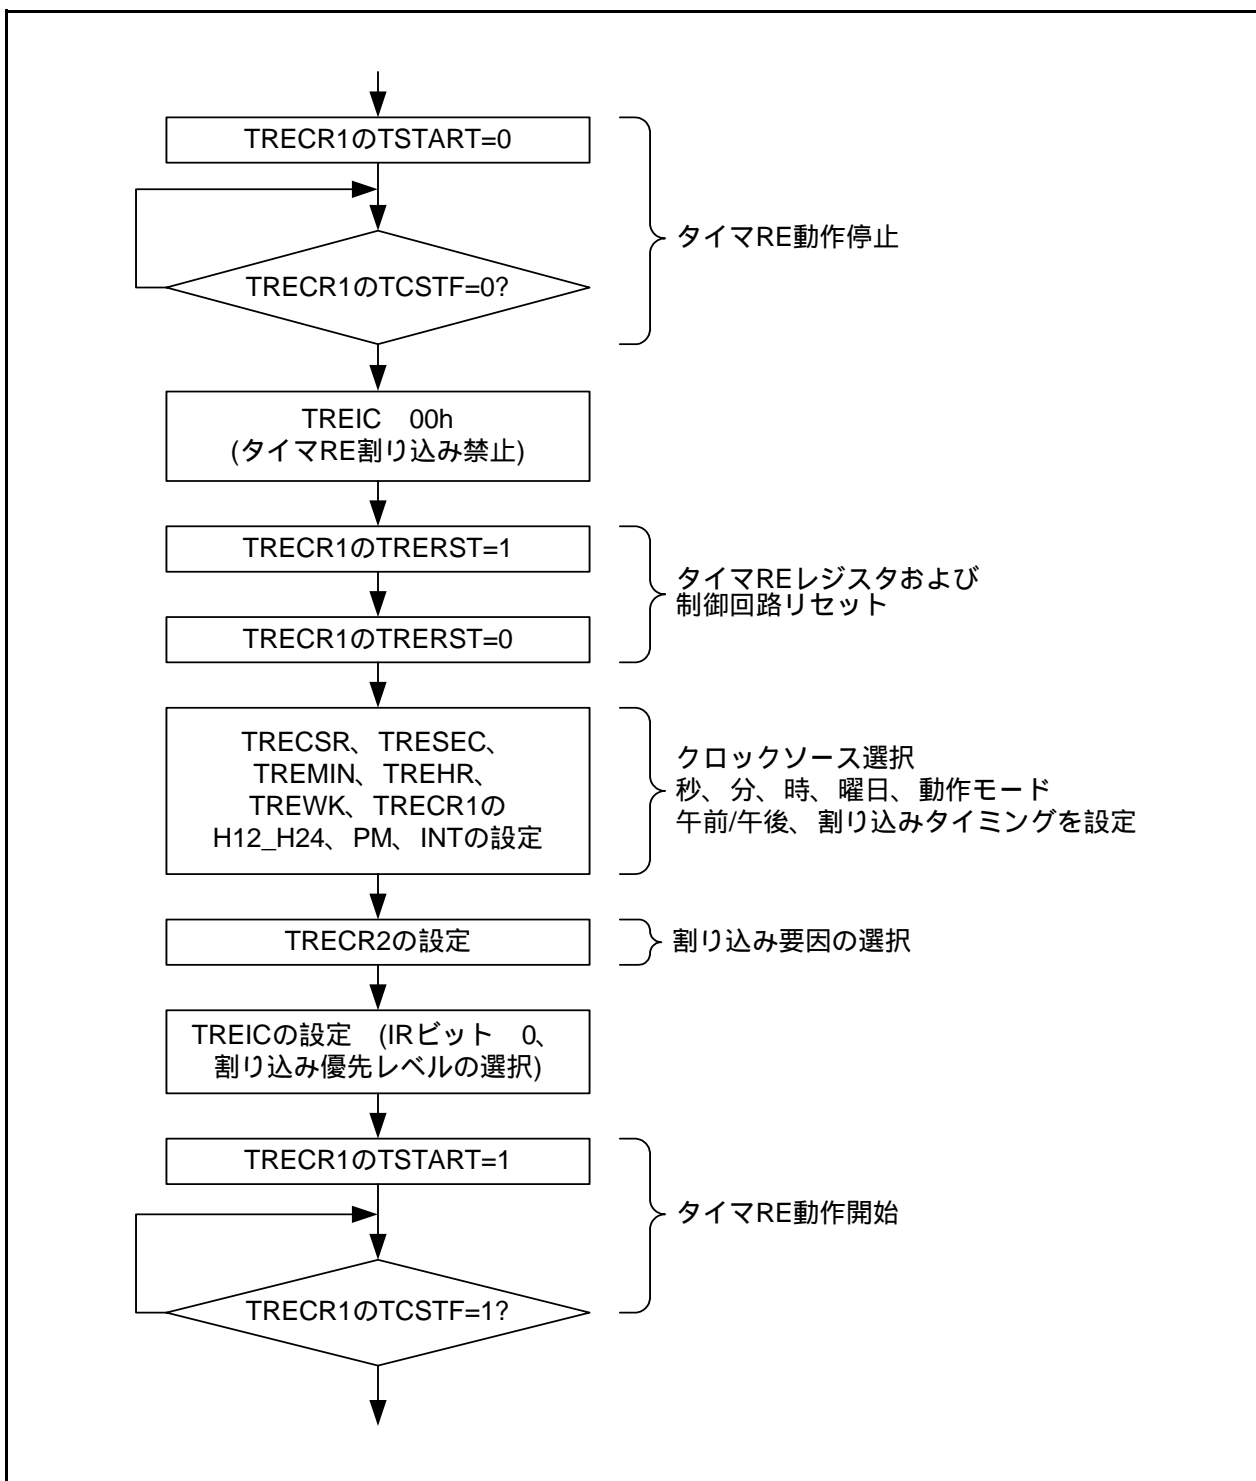 TRECR1のTSTART=0
タイマRE動作停止
TRECR1のTCSTF=0?
TREIC 00h
(タイマRE割り込み禁止)
TRECR1のTRERST=1
タイマREレジスタおよび
制御回路リセット
TRECR1のTRERST=0
TRECSR、TRESEC、
TREMIN、TREHR、
TREWK、TRECR1の
H12_H24、PM、INTの設定
クロックソース選択
秒、分、時、曜日、動作モード
午前/午後、割り込みタイミングを設定
TRECR2の設定
割り込み要因の選択
TREICの設定 (IRビット 0、
割り込み優先レベルの選択)
TRECR1のTSTART=1
タイマRE動作開始
TRECR1のTCSTF=1?